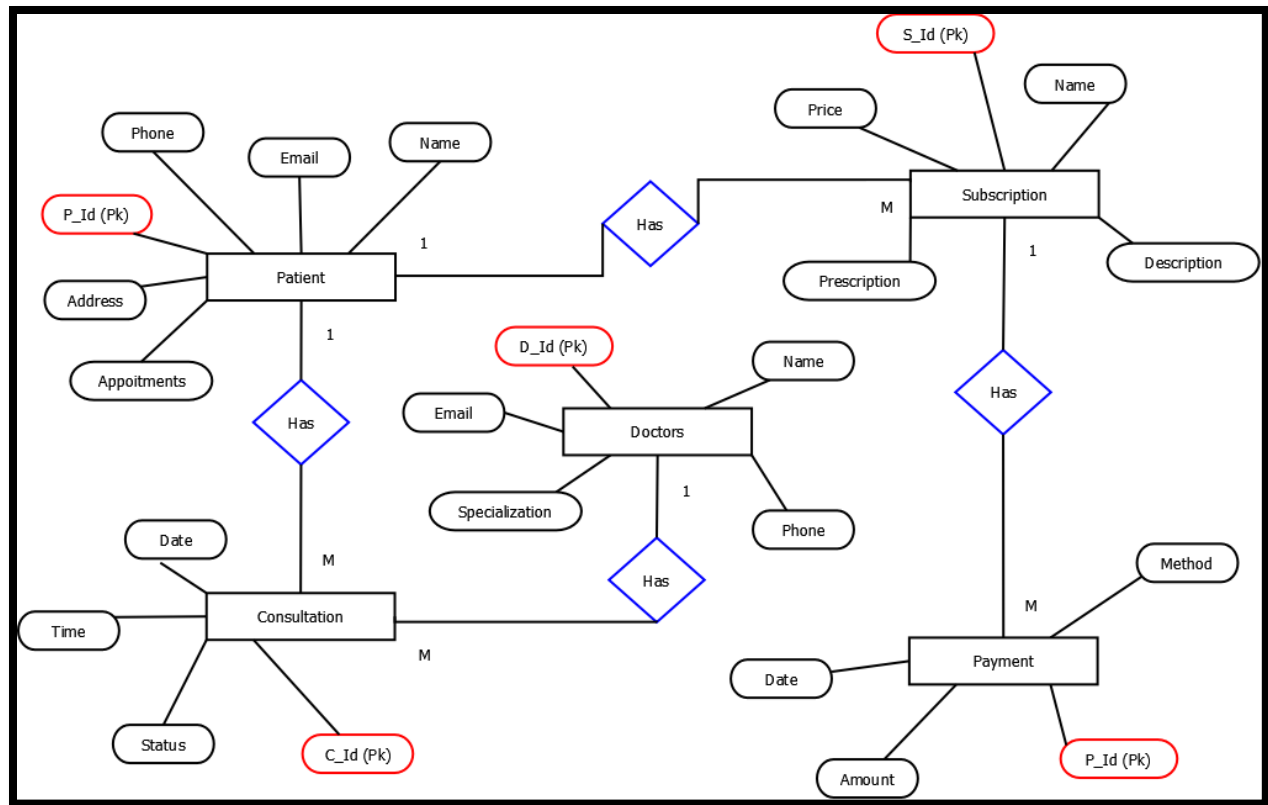 S_Id (Pk)
Name
Price
Phone
Email
Name
Subscription
P_Id (Pk)
Has
M
1
Patient
1
Description
Address
Prescription
1
Appoitments
D_Id (Pk)
Name
Has
Email
Doctors
Has
1
Specialization
Phone
Date
M
Has
Method
Time
Consultation
M
M
Payment
Date
Status
C_Id (Pk)
Amount
P_Id (Pk)